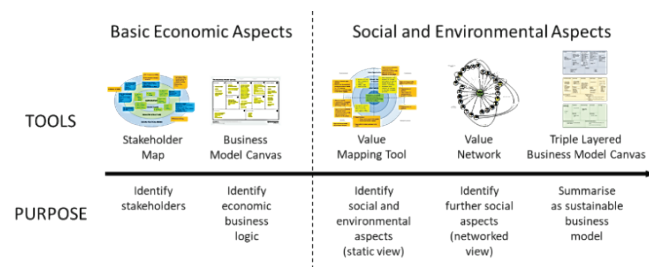 Basic Economic Aspects
Social and Environmental Aspects
TOOLS
Stakeholder
Map
Business
Model Canvas
Value
Mapping Tool
Value
Network
Triple Layered
Business Model Canvas
PURPOSE
Identify
stakeholders
Identify
economic
business
logic
Identify
social and
environmental
aspects
(static view)
Identify
further social
aspects
(networked
view)
Summarise
as sustainable
business
model